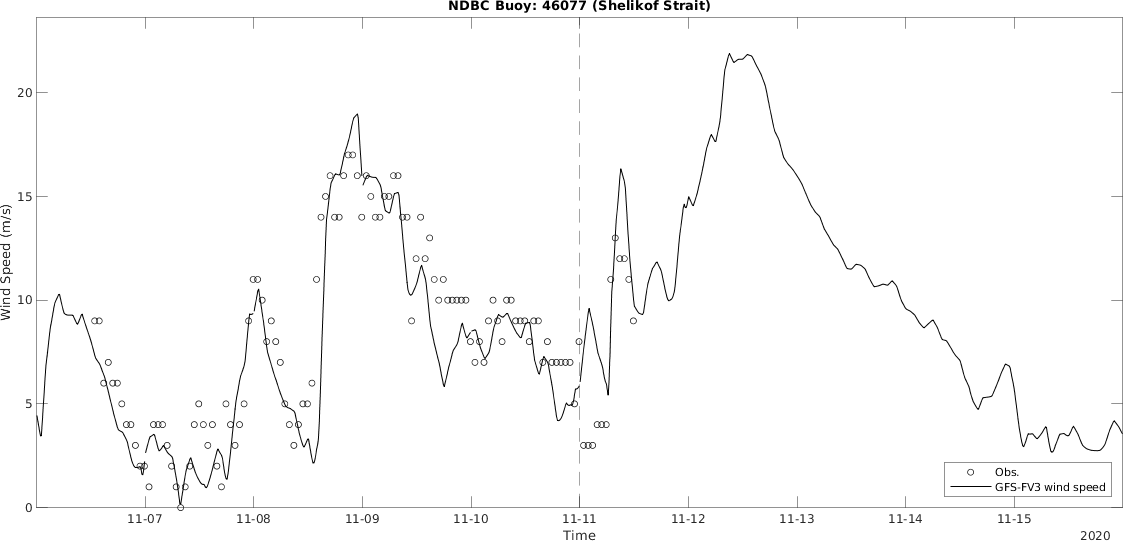 NDBC Buoy: 46077 (Shelikof Strait)
Wind Speed (m/s)
20
15
10
5
0
11-07 11-08 11-09 11-10 11-11 11-12 11-13 11-14 11-15
Time
2020
Obs.
GFS-FV3 wind speed